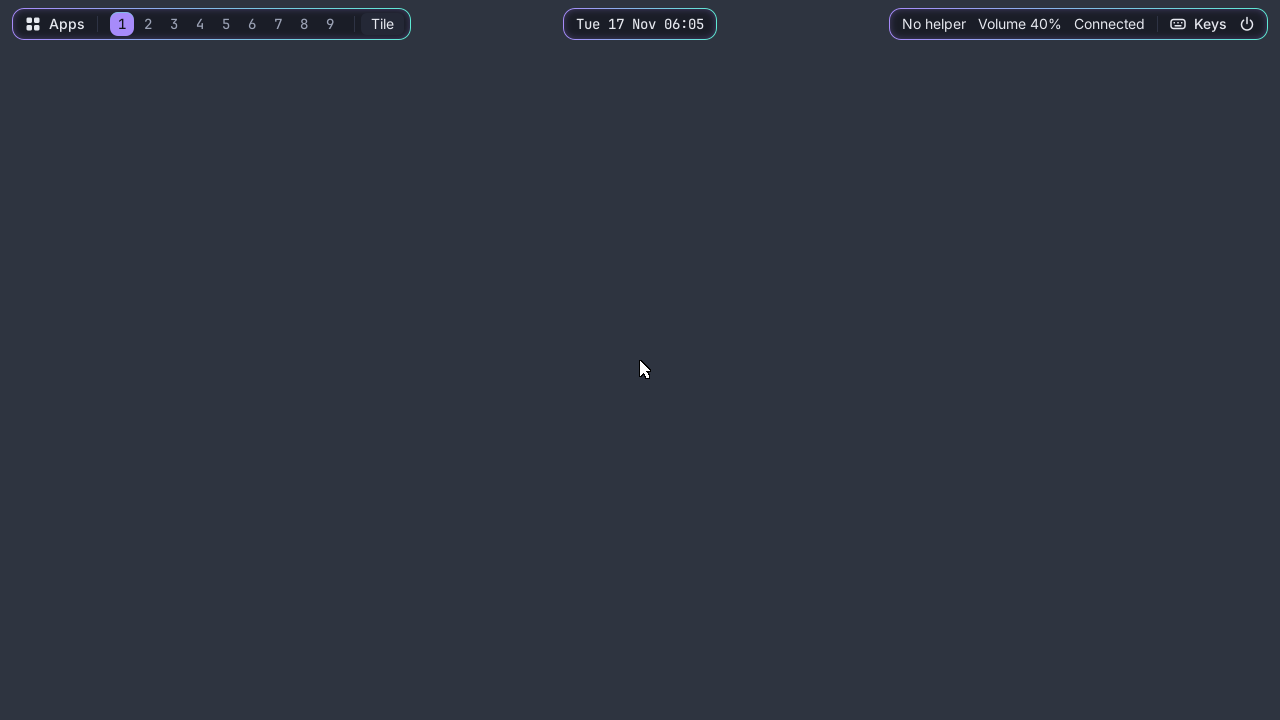 Apps 1 2 3 4 5 6 7 8 9 Tile
Tue 17 Nov 06:05
No helper Volume 40% Connected Keys